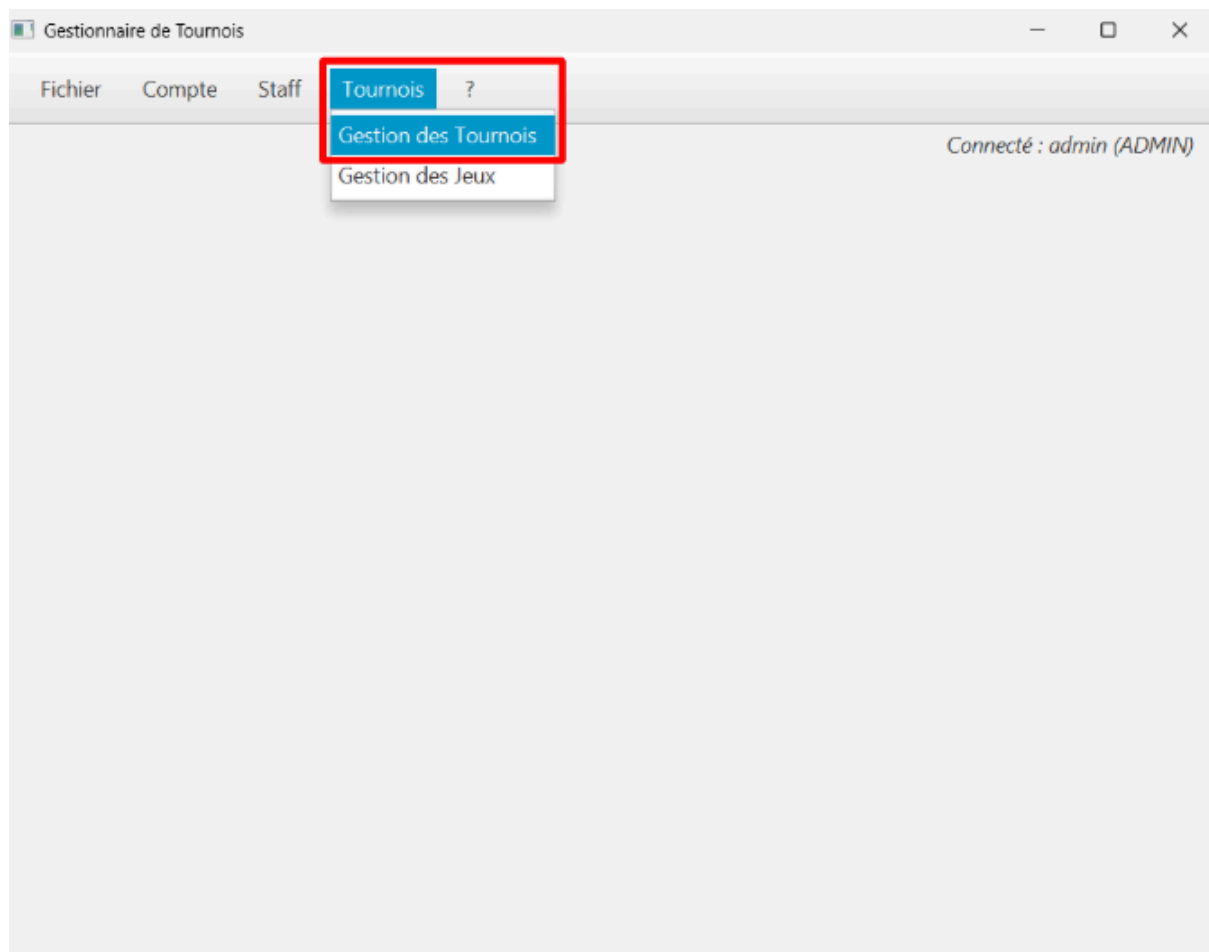 Gestionnaire de Tournois
Fichier Compte Staff Tournois ?
Gestion des Tournois
Connecté : admin (ADMIN)
Gestion des Jeux